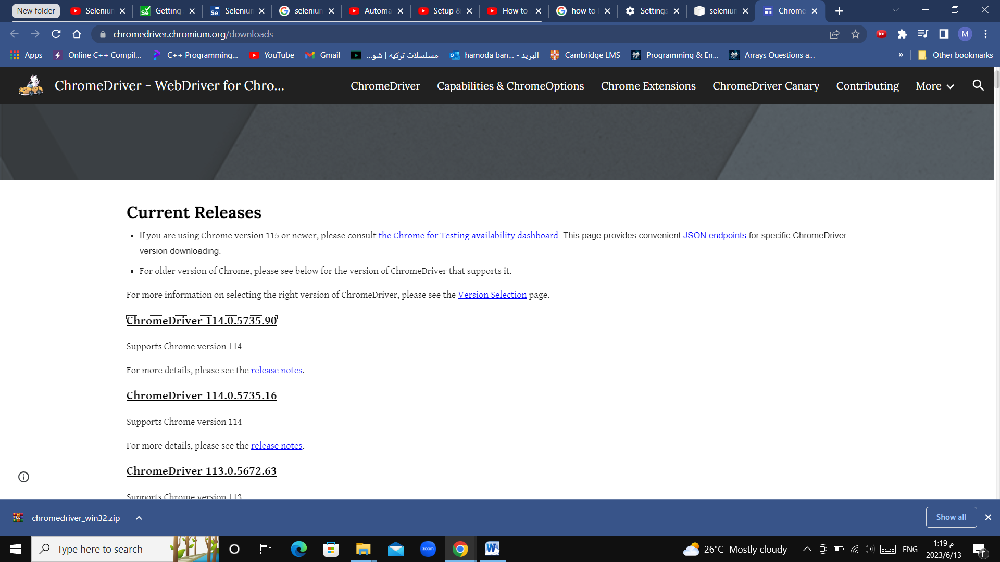 New folder
Seleniun
Getting
Seleniun
seleniun
Automa
Setup &
How to
how to
Settings
seleniun
Chrome
chromedriver.chromium.org/downloads
M
Apps
Online C++ Compil...
C++ Programming...
YouTube
Gmail
مسلسلات تركية | شو...
hamoda ban... - البريد
Cambridge LMS
Programming & En...
Arrays Questions a...
»
Other bookmarks
ChromeDriver - WebDriver for Chro...
ChromeDriver
Capabilities & ChromeOptions
Chrome Extensions
ChromeDriver Canary
Contributing
More
Current Releases
If you are using Chrome version 115 or newer, please consult the Chrome for Testing availability dashboard. This page provides convenient JSON endpoints for specific ChromeDriver
version downloading.
For older version of Chrome, please see below for the version of ChromeDriver that supports it.
For more information on selecting the right version of ChromeDriver, please see the Version Selection page.
ChromeDriver 114.0.5735.90
Supports Chrome version 114
For more details, please see the release notes.
ChromeDriver 114.0.5735.16
Supports Chrome version 114
For more details, please see the release notes.
ChromeDriver 113.0.5672.63
Supports Chrome version 113
chromedriver_win32.zip
Show all
Type here to search
zoom
26°C Mostly cloudy
ENG
1:19 م
2023/6/13
٢